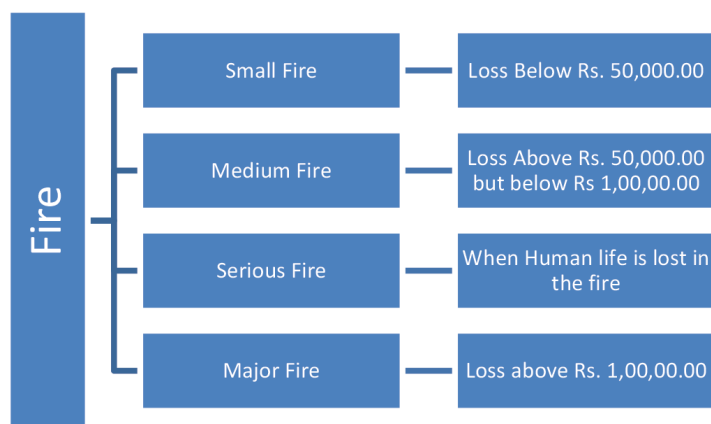 Fire
Small Fire
Loss Below Rs. 50,000.00
Medium Fire
Loss Above Rs. 50,000.00
but below Rs 1,00,00.00
Serious Fire
When Human life is lost in
the fire
Major Fire
Loss above Rs. 1,00,00.00